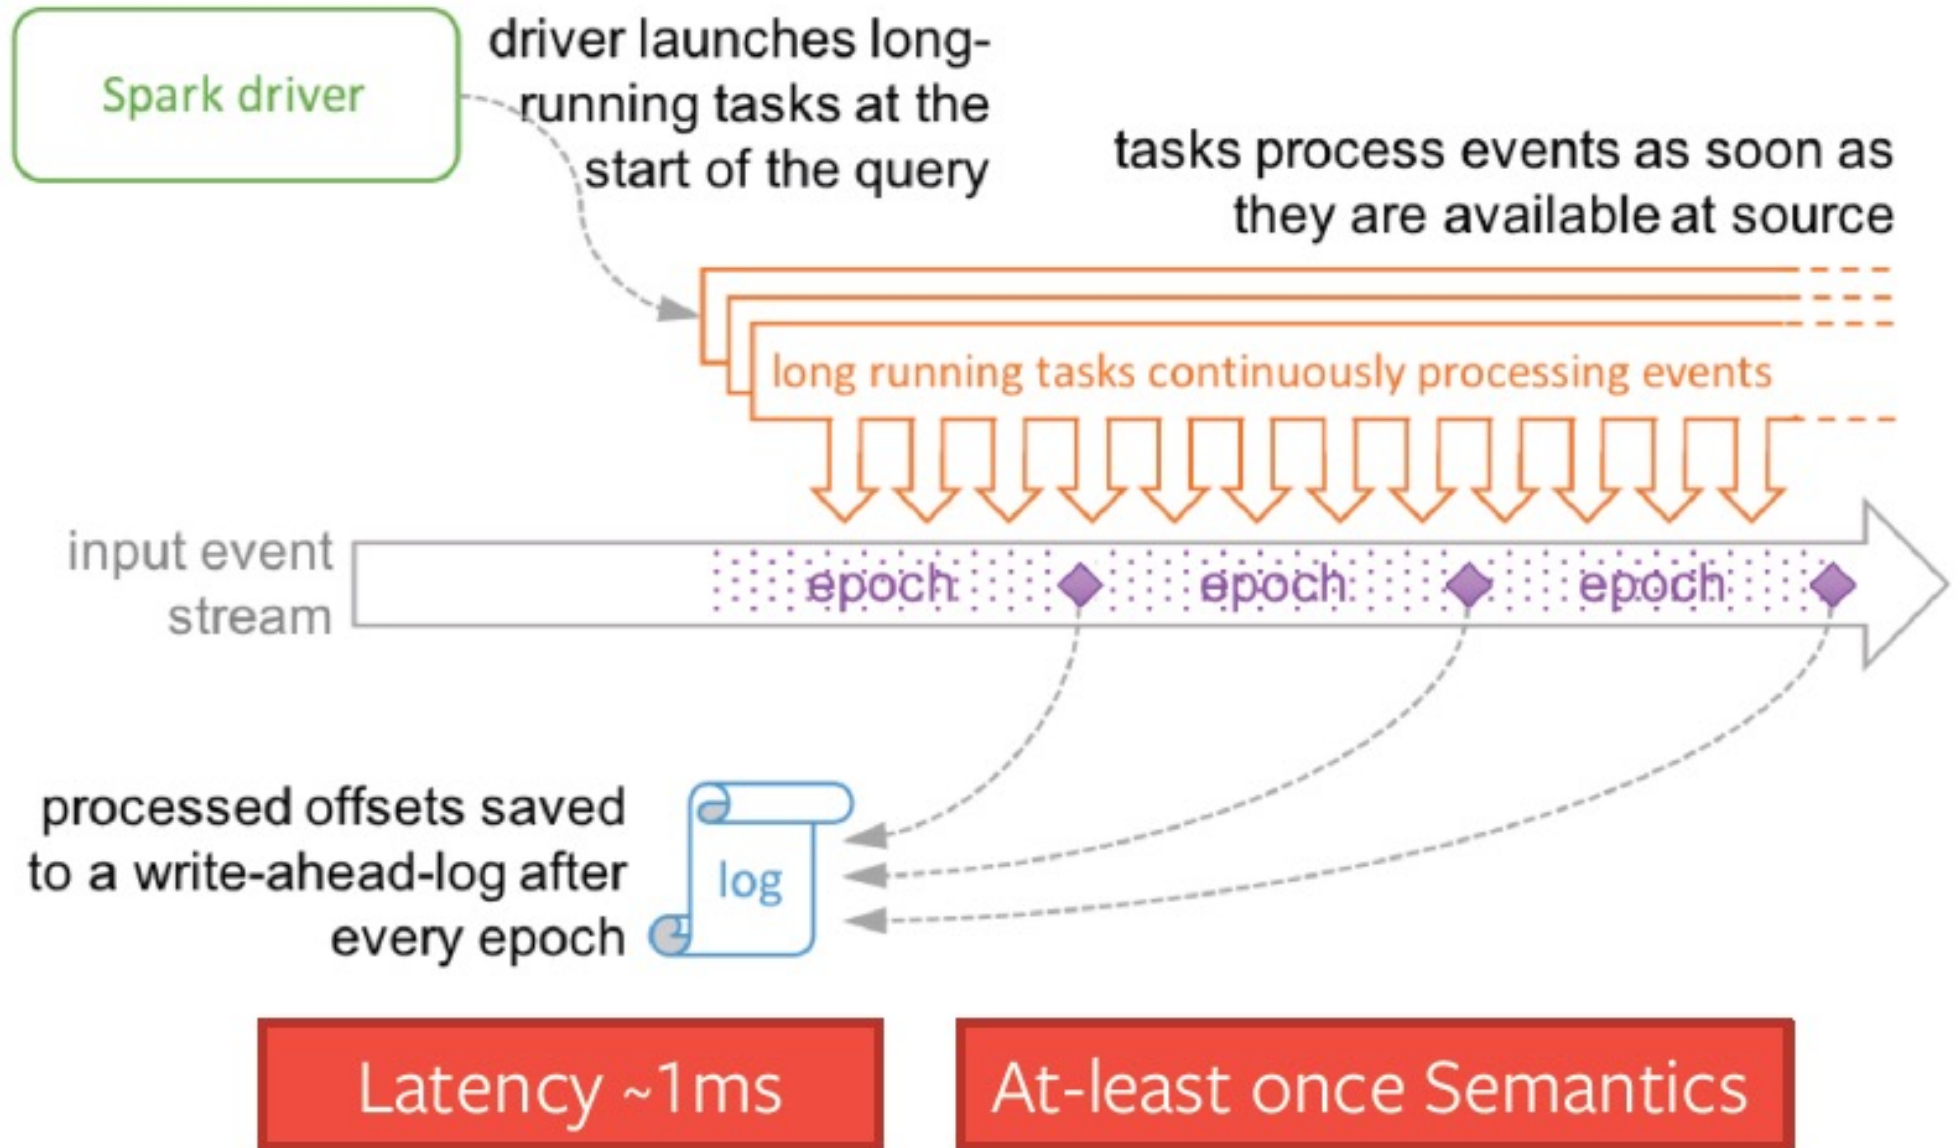 Spark driver
driver launches long-
running tasks at the
start of the query
tasks process events as soon as
they are available at source
long running tasks continuously processing events
input event
stream
epoch
epoch
epoch
processed offsets saved
to a write-ahead-log after
every epoch
log
Latency ~1ms
At-least once Semantics